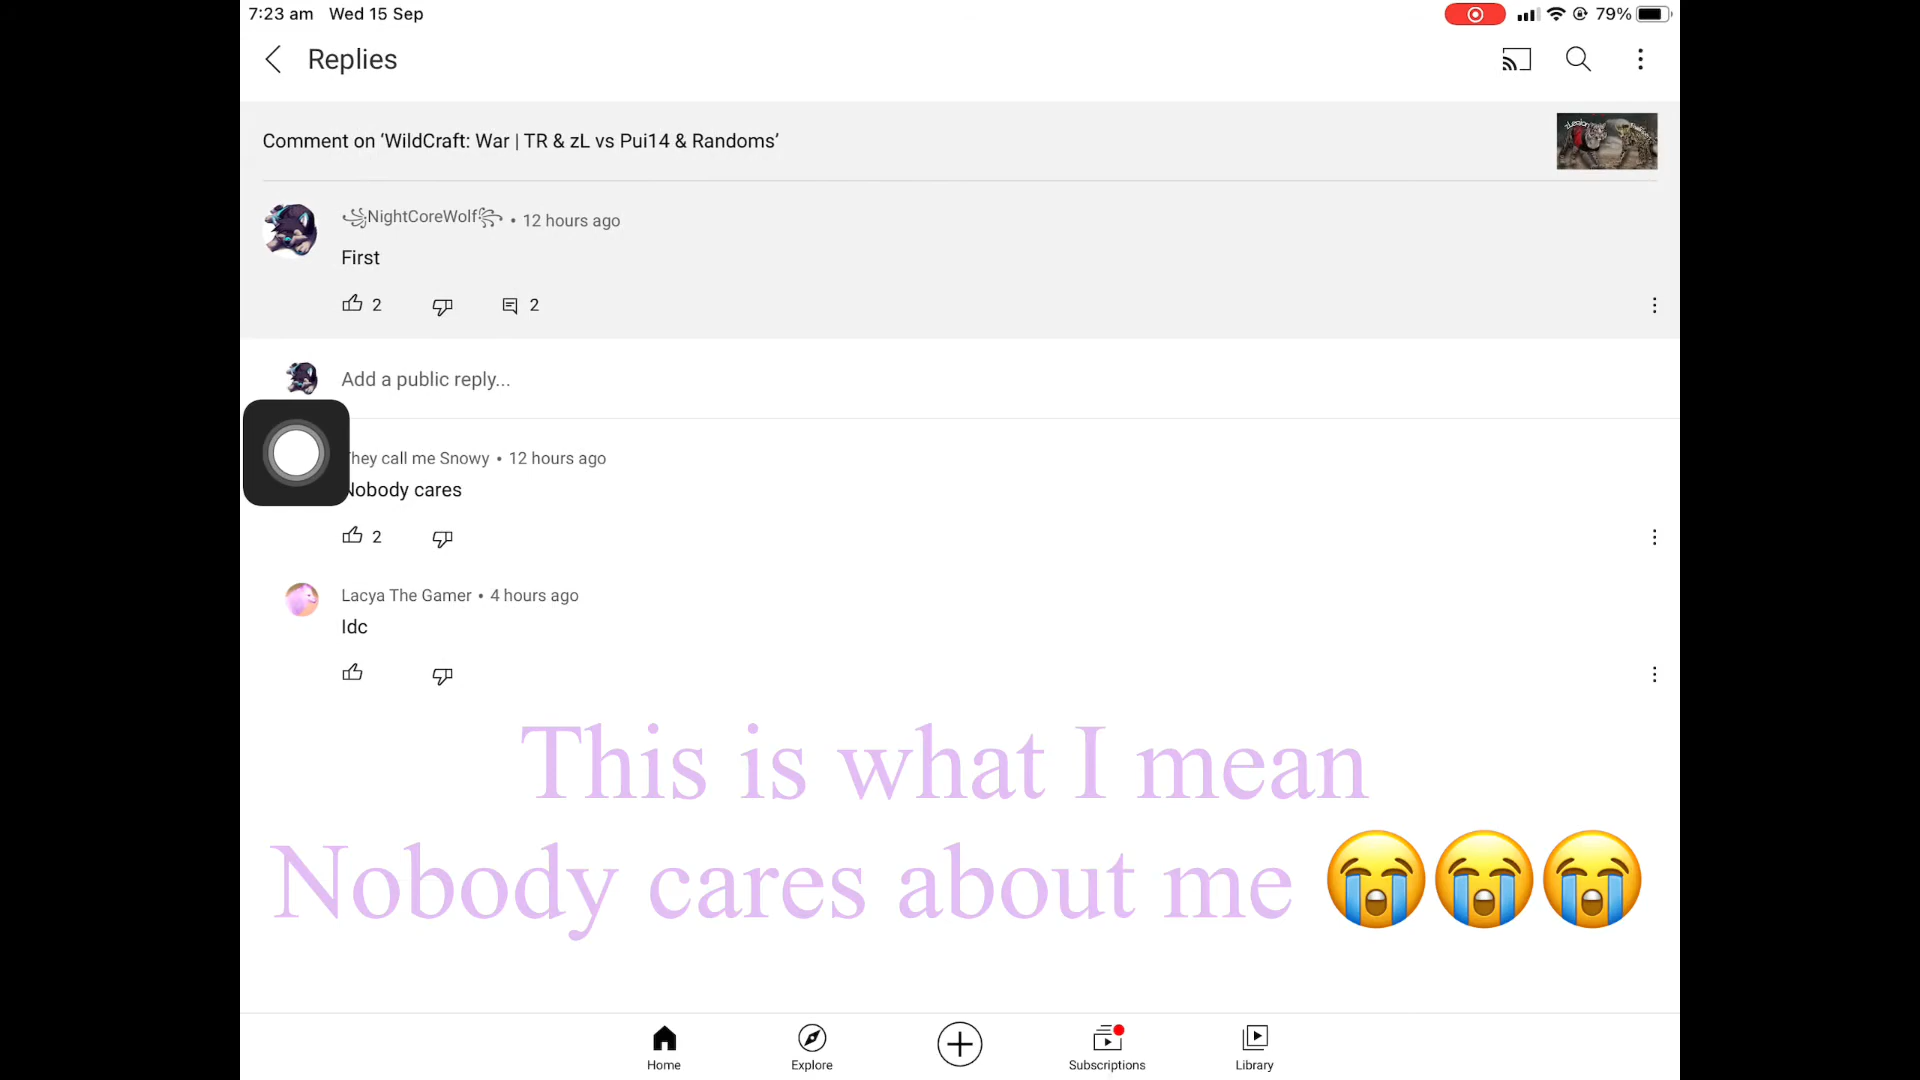 7:23 am Wed 15 Sep 79%
Replies
Comment on ‘WildCraft: War | TR & zL vs Pui14 & Randoms’
꧁NightCoreWolf꧂ • 12 hours ago
First
2 2
Add a public reply...
They call me Snowy • 12 hours ago
Nobody cares
2
Lacya The Gamer • 4 hours ago
Idc
This is what I mean
Nobody cares about me 😭😭😭
Home Explore Subscriptions Library